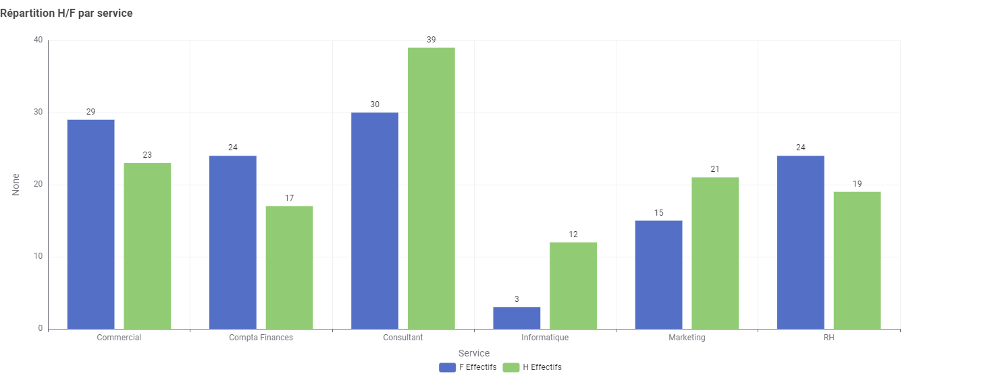 Répartition H/F par service
40
30
20
10
0
None
29
23
24
17
30
39
3
12
15
21
24
19
Commercial
Compta Finances
Consultant
Informatique
Marketing
RH
Service
F Effectifs
H Effectifs